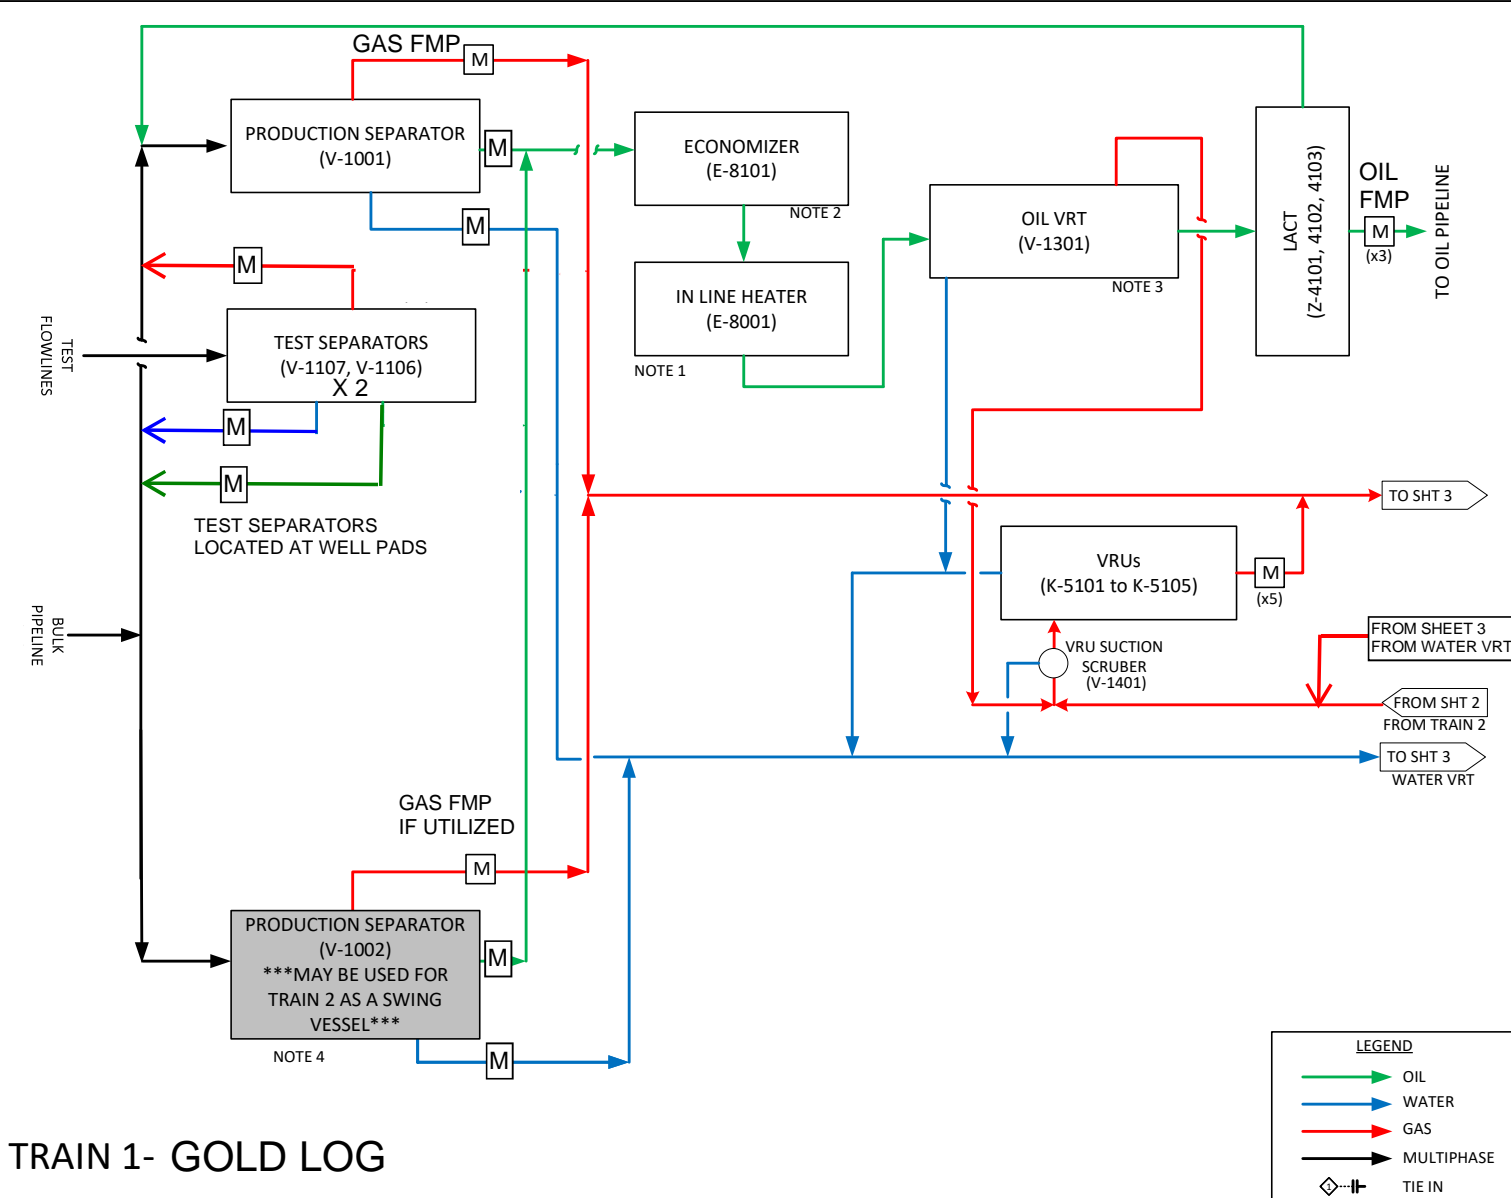 GAS FMP
M
PRODUCTION SEPARATOR
(V-1001)
M
M
ECONOMIZER
(E-8101)
NOTE 2
IN LINE HEATER
(E-8001)
NOTE 1
OIL VRT
(V-1301)
NOTE 3
LACT
(Z-4101, 4102, 4103)
OIL
FMP
M
(x3)
TO OIL PIPELINE
M
TEST
FLOWLINES
TEST SEPARATORS
(V-1107, V-1106)
X 2
M
M
TEST SEPARATORS
LOCATED AT WELL PADS
BULK
PIPELINE
TO SHT 3
VRUs
(K-5101 to K-5105)
M
(x5)
VRU SUCTION
SCRUBER
(V-1401)
FROM SHEET 3
FROM WATER VRT
FROM SHT 2
FROM TRAIN 2
TO SHT 3
WATER VRT
GAS FMP
IF UTILIZED
M
PRODUCTION SEPARATOR
(V-1002)
***MAY BE USED FOR
TRAIN 2 AS A SWING
VESSEL***
M
NOTE 4
M
LEGEND
OIL
WATER
GAS
MULTIPHASE
1
TIE IN
TRAIN 1- GOLD LOG